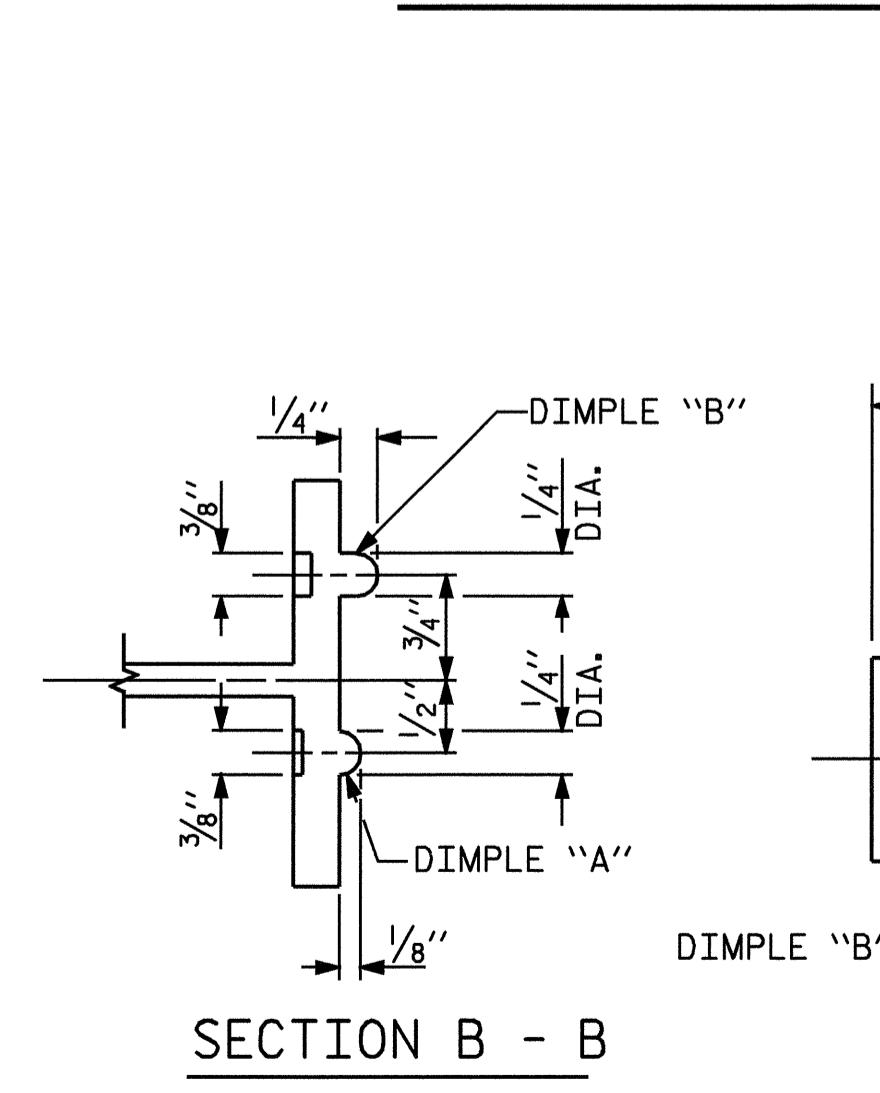 1/4"
DIMPLE "B"
3/8"
1/4" DIA.
3/4"
1/2"
1/4" DIA.
3/8"
DIMPLE "A"
1/8"
DIMPLE "B"
SECTION B - B